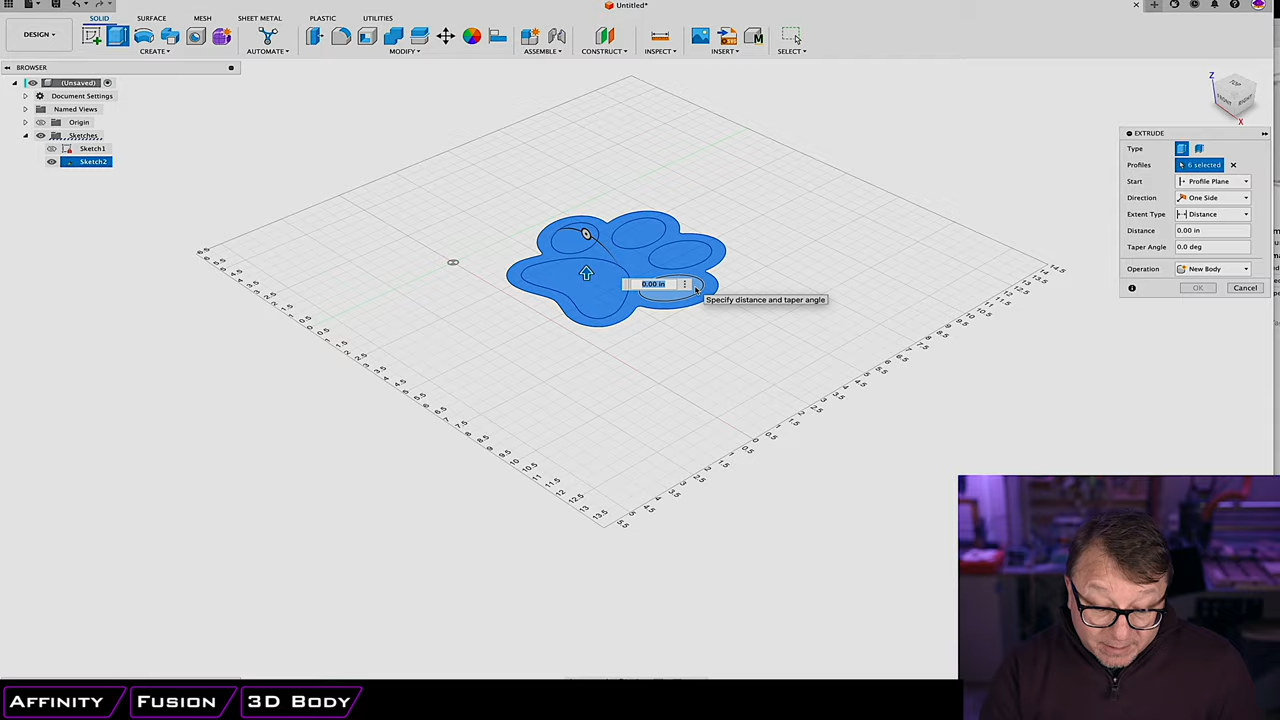 Untitled*
SOLID SURFACE MESH SHEET METAL PLASTIC UTILITIES
DESIGN
CREATE AUTOMATE MODIFY ASSEMBLE CONSTRUCT INSPECT INSERT SELECT
BROWSER
(Unsaved)
Document Settings
Named Views
Origin
Sketches
Sketch1
Sketch2
Z
TOP
FRONT
RIGHT
X
EXTRUDE
Type
Profiles 6 selected
Start Profile Plane
Direction One Side
Extent Type Distance
Distance 0.00 in
Taper Angle 0.0 deg
Operation New Body
OK Cancel
0.00 in
Specify distance and taper angle
AFFINITY FUSION 3D BODY